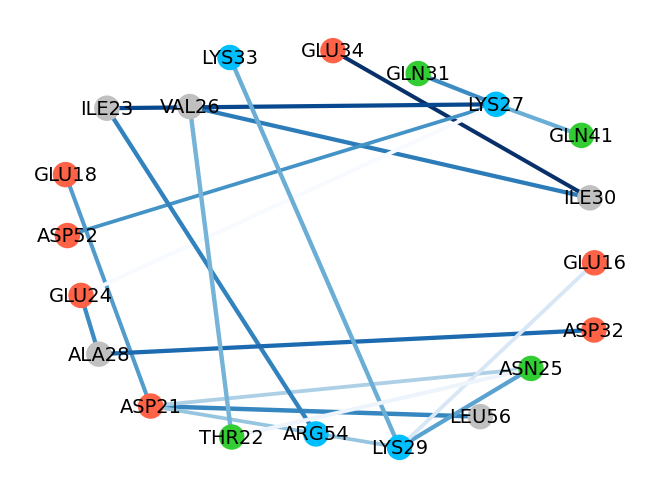 GLU34
LYS33
GLN31
LYS27
ILE23
VAL26
GLN41
GLU18
ILE30
ASP52
GLU16
GLU24
ASP32
ALA28
ASN25
ASP21
LEU56
THR22
ARG54
LYS29